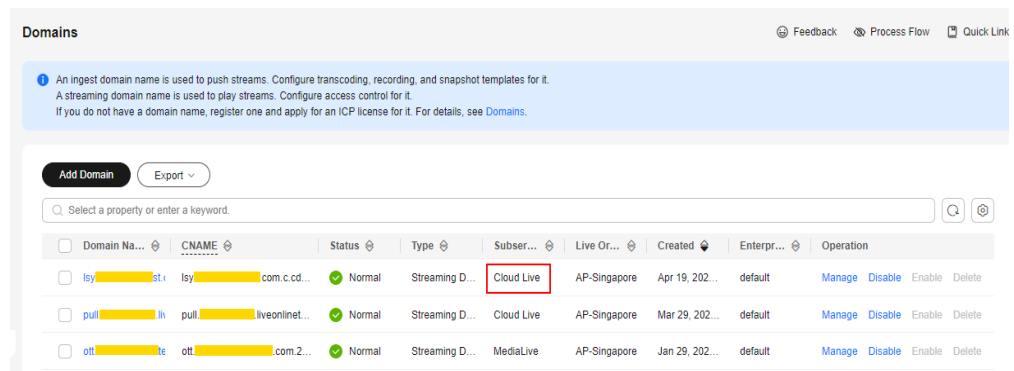 Domains
Feedback Process Flow Quick Link
An ingest domain name is used to push streams. Configure transcoding, recording, and snapshot templates for it.
A streaming domain name is used to play streams. Configure access control for it.
If you do not have a domain name, register one and apply for an ICP license for it. For details, see Domains.
Add Domain Export
Select a property or enter a keyword.
Domain Na... CNAME Status Type Subser... Live Or... Created Enterpr... Operation
lsy st. lsy .com.c.cd... Normal Streaming D... Cloud Live AP-Singapore Apr 19, 202... default Manage Disable Enable Delete
pull liv pull. .liveonlinet... Normal Streaming D... Cloud Live AP-Singapore Mar 29, 202... default Manage Disable Enable Delete
ott. te ott. .com.2... Normal Streaming D... MediaLive AP-Singapore Jan 29, 202... default Manage Disable Enable Delete